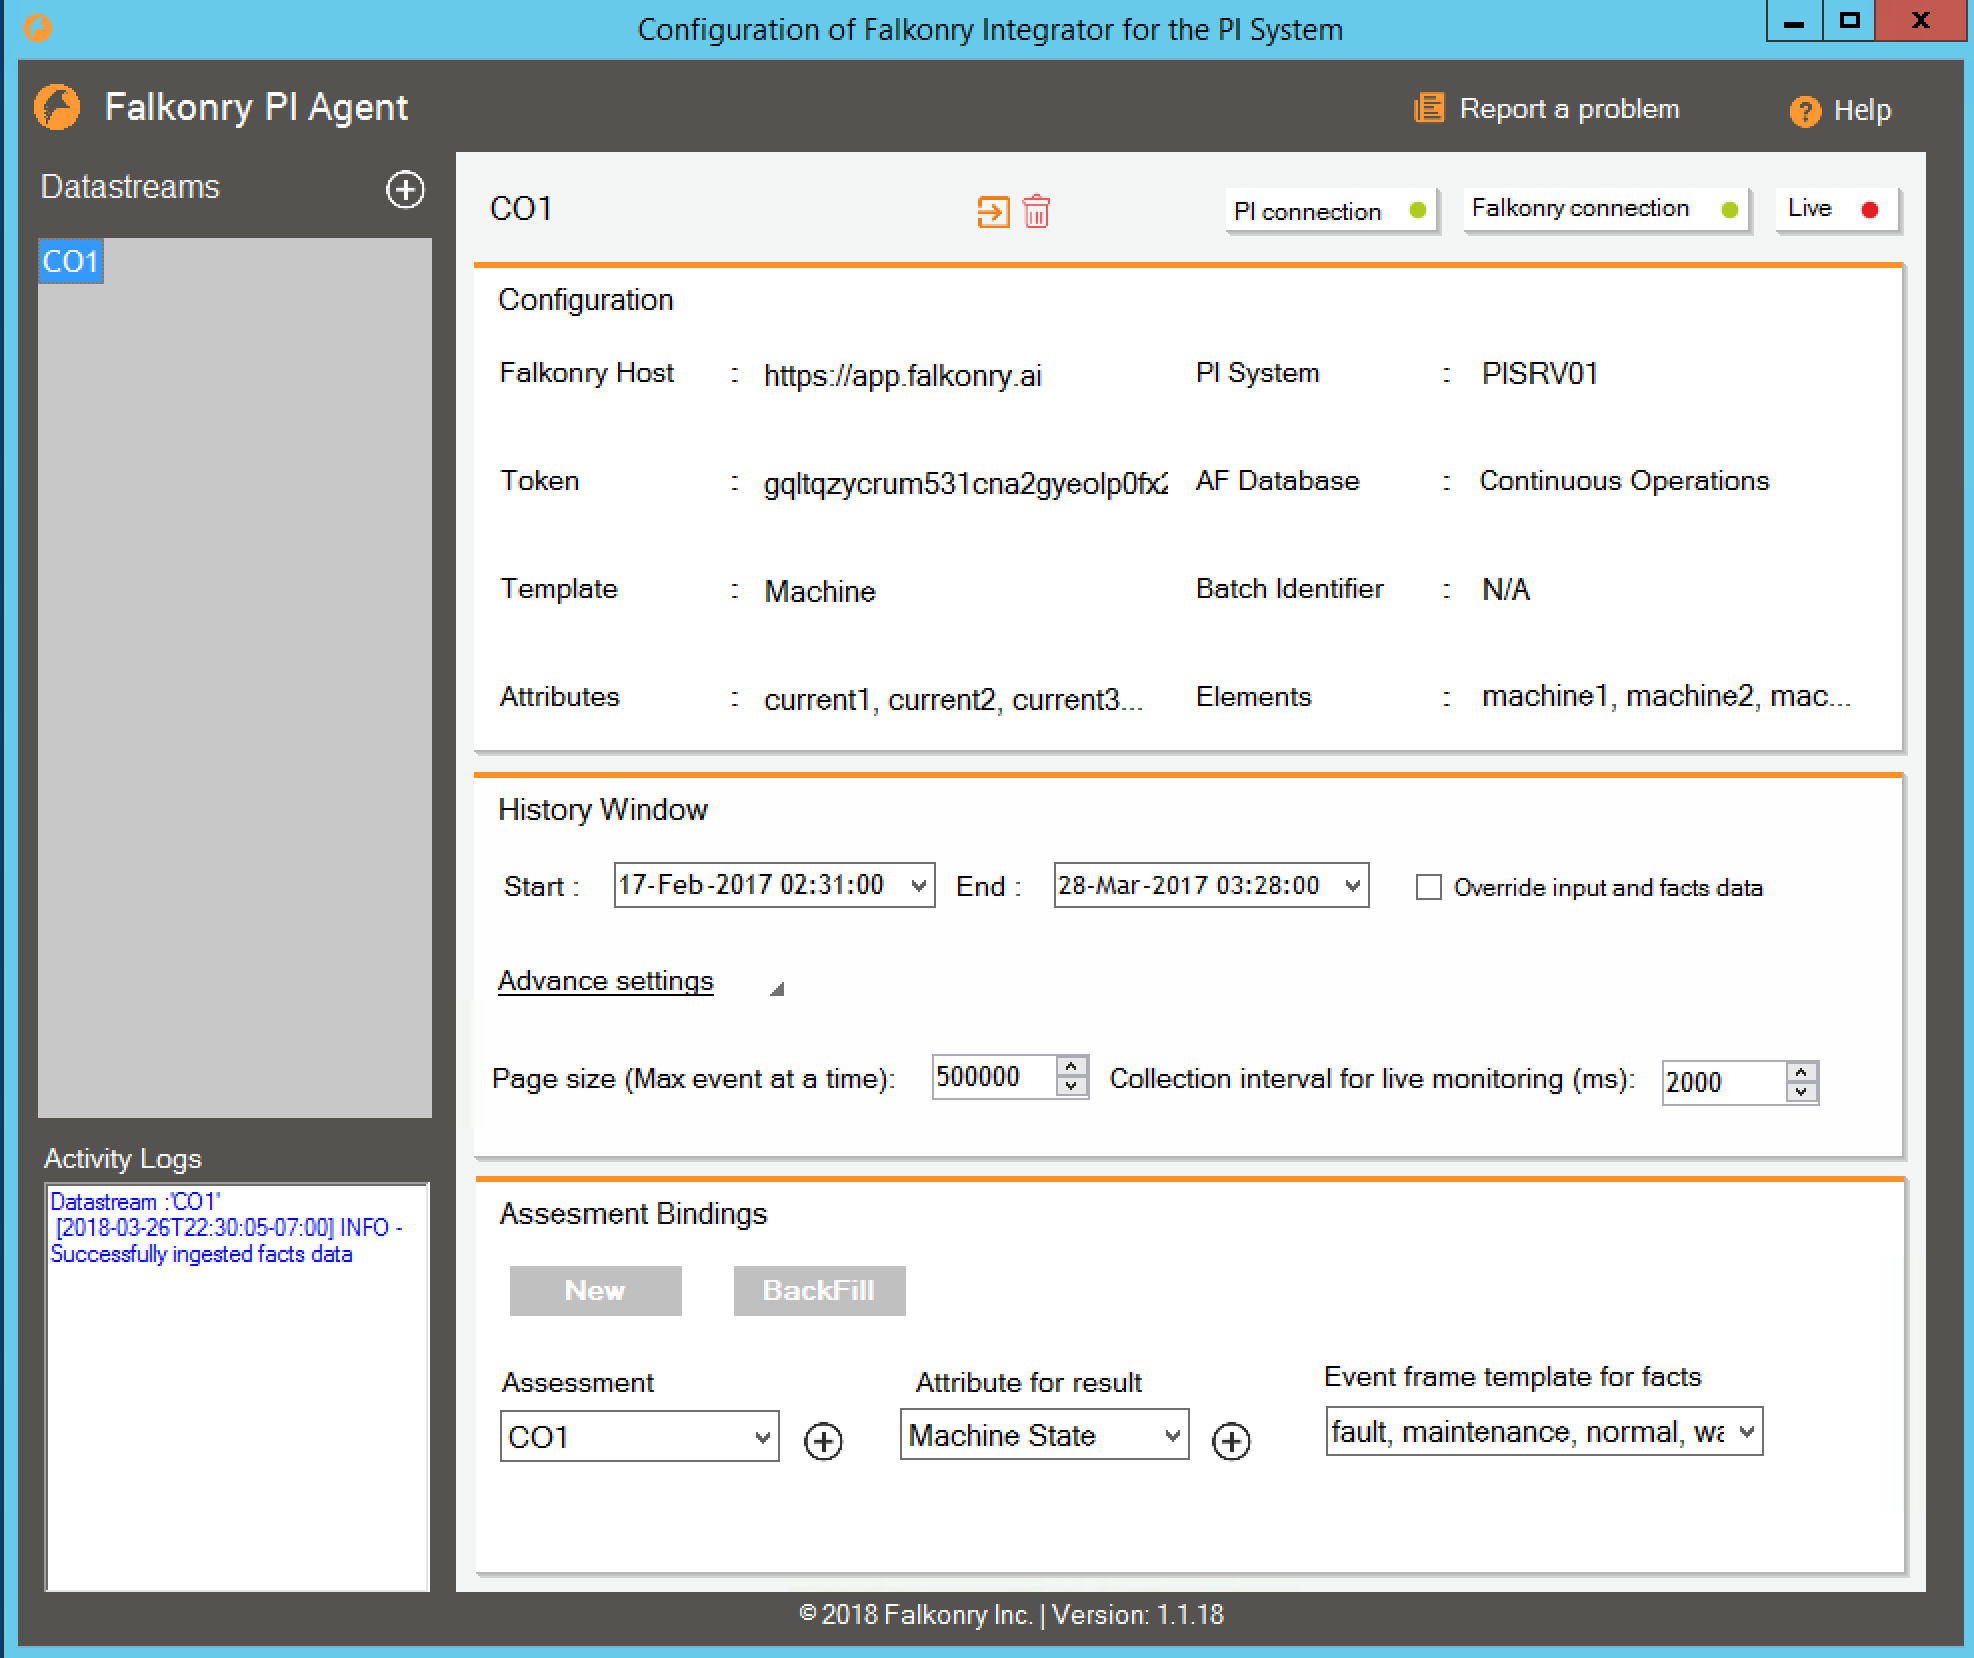 Configuration of Falkonry Integrator for the PI System
Falkonry PI Agent
Report a problem
Help
Datastreams
CO1
CO1
PI connection
Falkonry connection
Live
Configuration
Falkonry Host : https://app.falkonry.ai
PI System : PISRV01
Token : gqltqzycrum531cna2gyeolp0fx2
AF Database : Continuous Operations
Template : Machine
Batch Identifier : N/A
Attributes : current1, current2, current3...
Elements : machine1, machine2, mac...
History Window
Start : 17-Feb-2017 02:31:00
End : 28-Mar-2017 03:28:00
Override input and facts data
Advance settings
Page size (Max event at a time): 500000
Collection interval for live monitoring (ms): 2000
Activity Logs
Datastream :'CO1'
[2018-03-26T22:30:05-07:00] INFO -
Successfully ingested facts data
Assesment Bindings
New
BackFill
Assessment
CO1
Attribute for result
Machine State
Event frame template for facts
fault, maintenance, normal, wa
© 2018 Falkonry Inc. | Version: 1.1.18